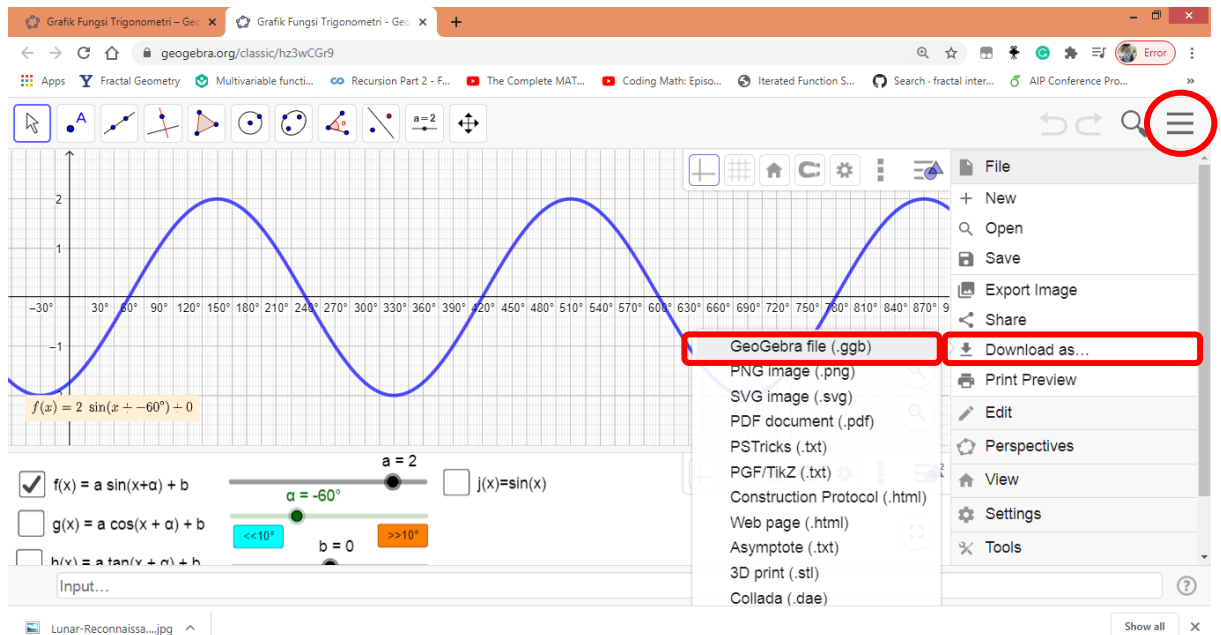 Grafik Fungsi Trigonometri – Geo
Grafik Fungsi Trigonometri - Geo
geogebra.org/classic/hz3wCGr9
Error
Apps
Fractal Geometry
Multivariable functi...
Recursion Part 2 - F...
The Complete MAT...
Coding Math: Episo...
Iterated Function S...
Search · fractal inter...
AIP Conference Pro...
»
A
a=2
File
New
Open
Save
Export Image
Share
Download as...
Print Preview
Edit
Perspectives
View
Settings
Tools
2
1
−30° 30° 60° 90° 120° 150° 180° 210° 240° 270° 300° 330° 360° 390° 420° 450° 480° 510° 540° 570° 600° 630° 660° 690° 720° 750° 780° 810° 840° 870° 9
−1
f(x) = 2 sin(x + −60°) + 0
GeoGebra file (.ggb)
PNG image (.png)
SVG image (.svg)
PDF document (.pdf)
PSTricks (.txt)
PGF/TikZ (.txt)
Construction Protocol (.html)
Web page (.html)
Asymptote (.txt)
3D print (.stl)
Collada (.dae)
a = 2
f(x) = a sin(x+α) + b
j(x)=sin(x)
α = -60°
g(x) = a cos(x + α) + b
<<10°
>>10°
b = 0
h(x) = a tan(x + α) + b
Input...
Lunar-Reconnaissa....jpg
Show all